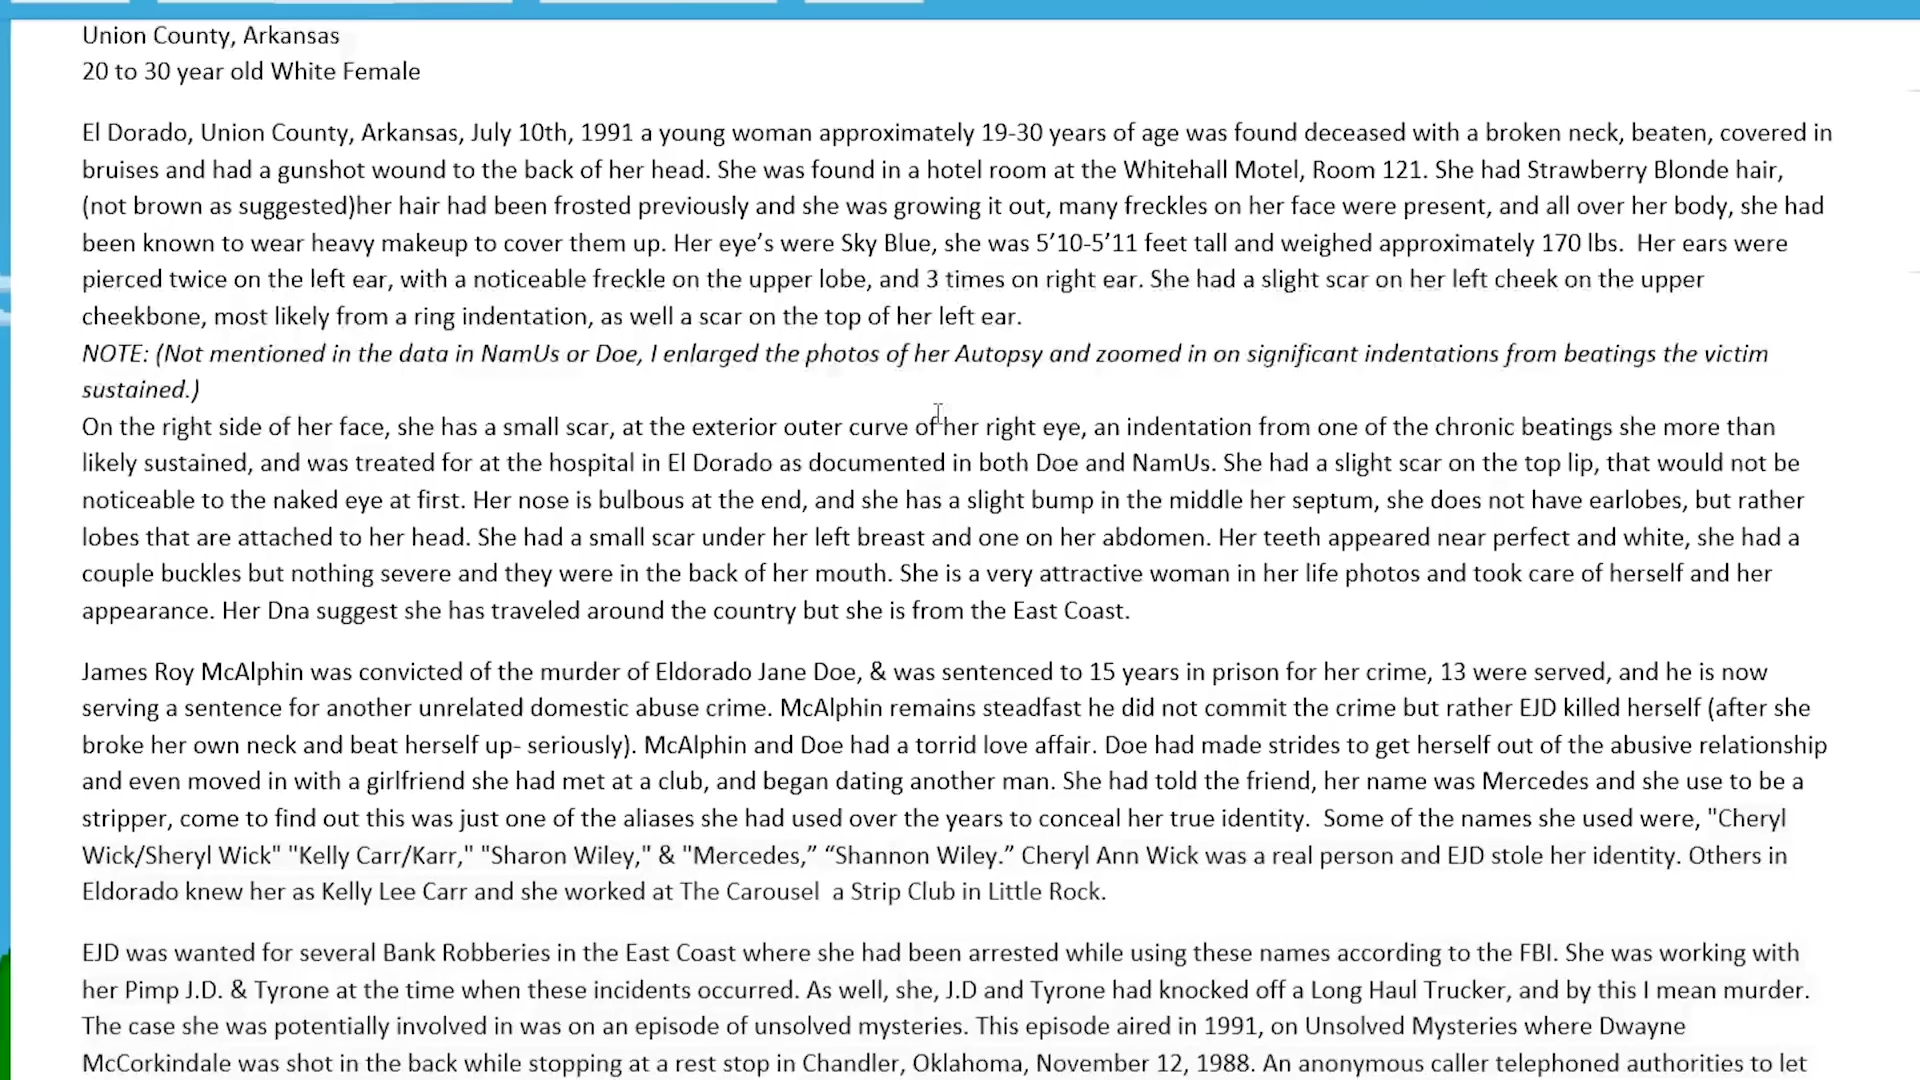 Union County, Arkansas
20 to 30 year old White Female
El Dorado, Union County, Arkansas, July 10th, 1991 a young woman approximately 19-30 years of age was found deceased with a broken neck, beaten, covered in
bruises and had a gunshot wound to the back of her head. She was found in a hotel room at the Whitehall Motel, Room 121. She had Strawberry Blonde hair,
(not brown as suggested)her hair had been frosted previously and she was growing it out, many freckles on her face were present, and all over her body, she had
been known to wear heavy makeup to cover them up. Her eye’s were Sky Blue, she was 5’10-5’11 feet tall and weighed approximately 170 lbs.  Her ears were
pierced twice on the left ear, with a noticeable freckle on the upper lobe, and 3 times on right ear. She had a slight scar on her left cheek on the upper
cheekbone, most likely from a ring indentation, as well a scar on the top of her left ear.
NOTE: (Not mentioned in the data in NamUs or Doe, I enlarged the photos of her Autopsy and zoomed in on significant indentations from beatings the victim
sustained.)
On the right side of her face, she has a small scar, at the exterior outer curve of her right eye, an indentation from one of the chronic beatings she more than
likely sustained, and was treated for at the hospital in El Dorado as documented in both Doe and NamUs. She had a slight scar on the top lip, that would not be
noticeable to the naked eye at first. Her nose is bulbous at the end, and she has a slight bump in the middle her septum, she does not have earlobes, but rather
lobes that are attached to her head. She had a small scar under her left breast and one on her abdomen. Her teeth appeared near perfect and white, she had a
couple buckles but nothing severe and they were in the back of her mouth. She is a very attractive woman in her life photos and took care of herself and her
appearance. Her Dna suggest she has traveled around the country but she is from the East Coast.
James Roy McAlphin was convicted of the murder of Eldorado Jane Doe, & was sentenced to 15 years in prison for her crime, 13 were served, and he is now
serving a sentence for another unrelated domestic abuse crime. McAlphin remains steadfast he did not commit the crime but rather EJD killed herself (after she
broke her own neck and beat herself up- seriously). McAlphin and Doe had a torrid love affair. Doe had made strides to get herself out of the abusive relationship
and even moved in with a girlfriend she had met at a club, and began dating another man. She had told the friend, her name was Mercedes and she use to be a
stripper, come to find out this was just one of the aliases she had used over the years to conceal her true identity.  Some of the names she used were, "Cheryl
Wick/Sheryl Wick" "Kelly Carr/Karr," "Sharon Wiley," & "Mercedes,” “Shannon Wiley.” Cheryl Ann Wick was a real person and EJD stole her identity. Others in
Eldorado knew her as Kelly Lee Carr and she worked at The Carousel  a Strip Club in Little Rock.
EJD was wanted for several Bank Robberies in the East Coast where she had been arrested while using these names according to the FBI. She was working with
her Pimp J.D. & Tyrone at the time when these incidents occurred. As well, she, J.D and Tyrone had knocked off a Long Haul Trucker, and by this I mean murder.
The case she was potentially involved in was on an episode of unsolved mysteries. This episode aired in 1991, on Unsolved Mysteries where Dwayne
McCorkindale was shot in the back while stopping at a rest stop in Chandler, Oklahoma, November 12, 1988. An anonymous caller telephoned authorities to let